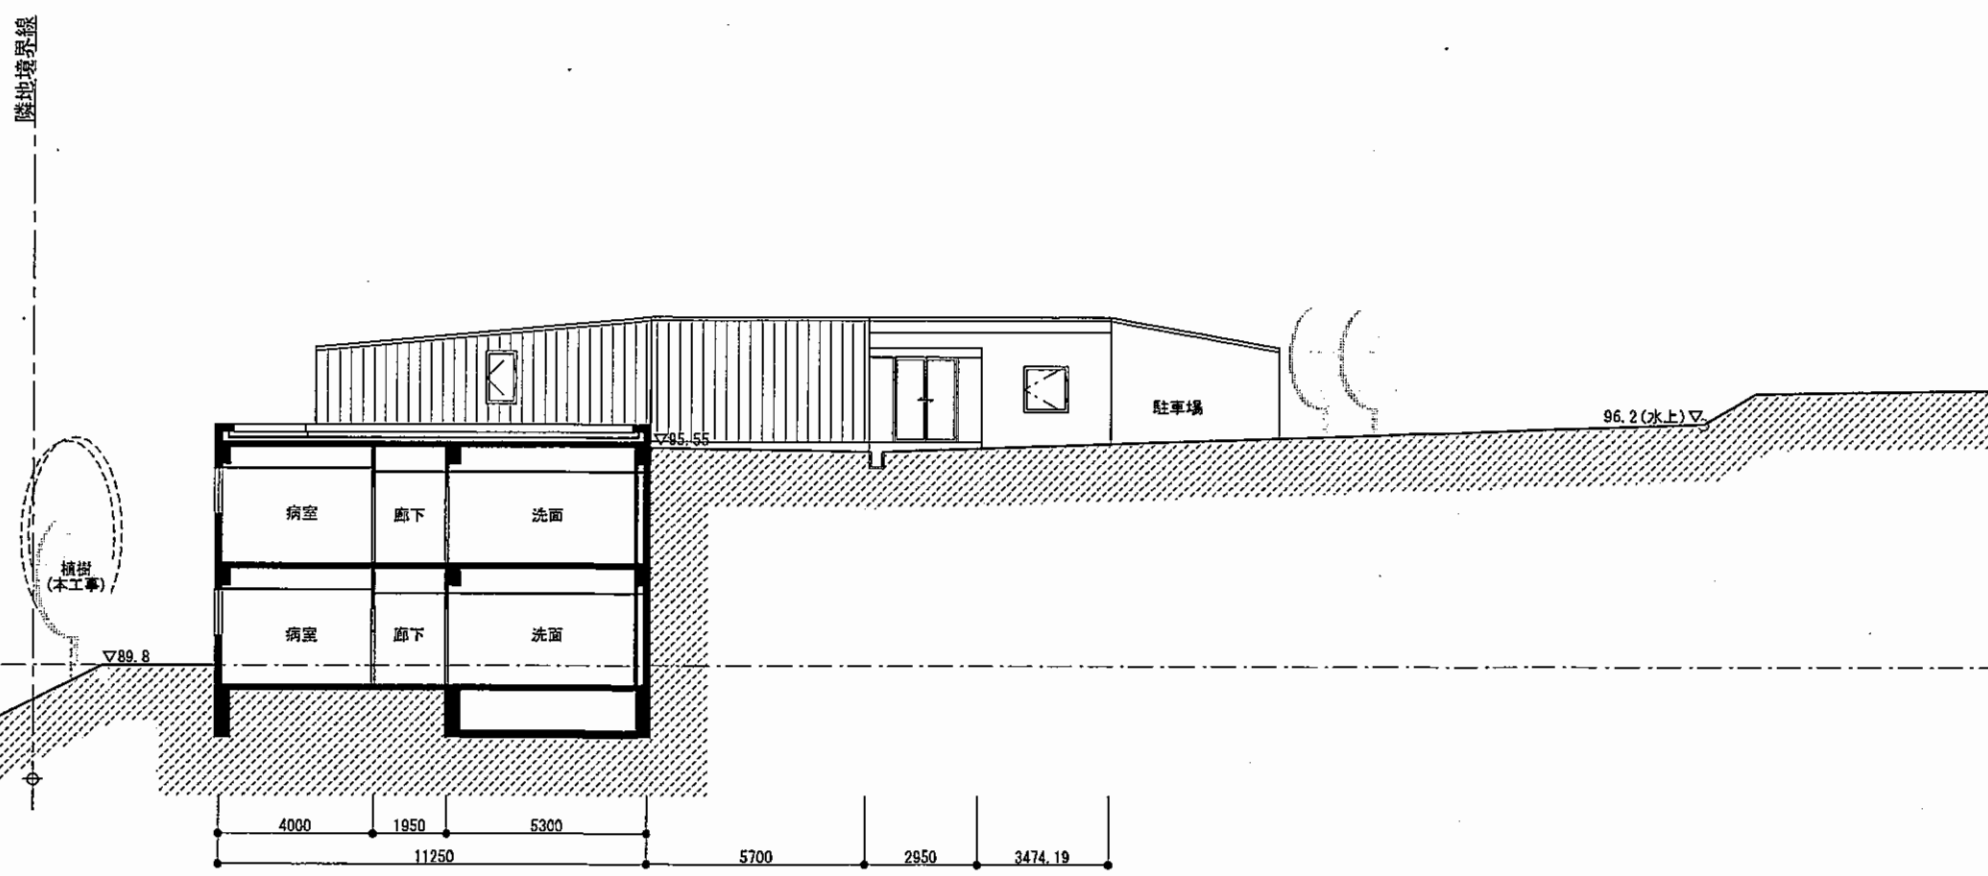 隣地境界線
駐車場
96.2(水上)▽
▽95.55
病室
廊下
洗面
植樹
(本工事)
病室
廊下
洗面
▽89.8
4000
1950
5300
11250
5700
2950
3474.19